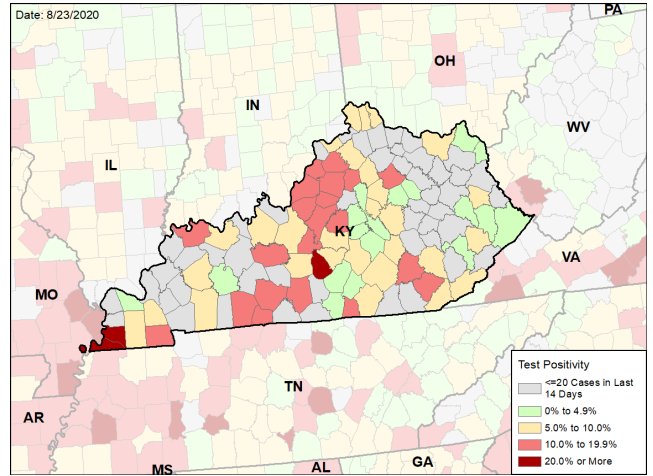 Date: 8/23/2020
PA
OH
IN
WV
IL
KY
VA
MO
TN
AR
MS
AL
GA
Test Positivity
<=20 Cases in Last
14 Days
0% to 4.9%
5.0% to 10.0%
10.0% to 19.9%
20.0% or More